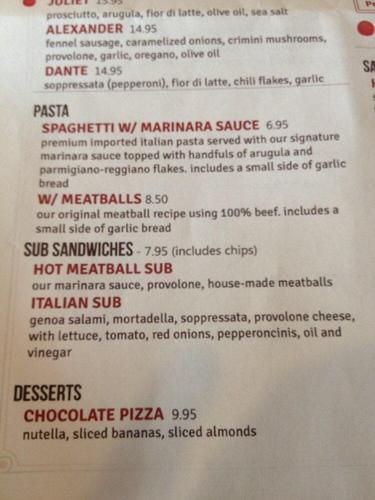 JULIET 15.95
prosciutto, arugula, fior di latte, olive oil, sea salt
ALEXANDER 14.95
fennel sausage, caramelized onions, crimini mushrooms,
provolone, garlic, oregano, olive oil
DANTE 14.95
soppressata (pepperoni), fior di latte, chili flakes, garlic
PASTA
SPAGHETTI W/ MARINARA SAUCE 6.95
premium imported italian pasta served with our signature
marinara sauce topped with handfuls of arugula and
parmigiano-reggiano flakes. includes a small side of garlic
bread
W/ MEATBALLS 8.50
our original meatball recipe using 100% beef. includes a
small side of garlic bread
SUB SANDWICHES - 7.95 (includes chips)
HOT MEATBALL SUB
our marinara sauce, provolone, house-made meatballs
ITALIAN SUB
genoa salami, mortadella, soppressata, provolone cheese,
with lettuce, tomato, red onions, pepperoncinis, oil and
vinegar
DESSERTS
CHOCOLATE PIZZA 9.95
nutella, sliced bananas, sliced almonds